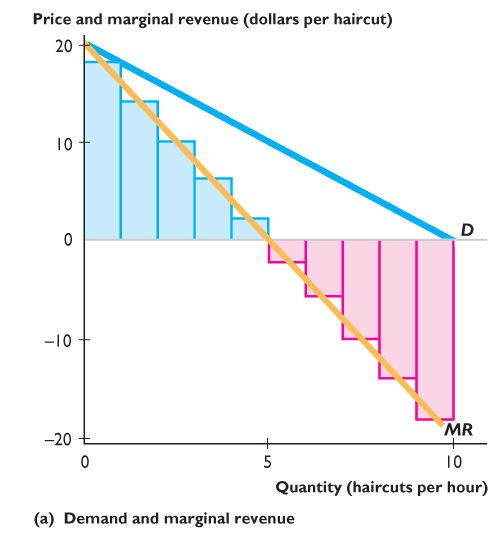 Price and marginal revenue (dollars per haircut)
20
10
0
D
−10
−20
MR
0
5
10
Quantity (haircuts per hour)
(a) Demand and marginal revenue